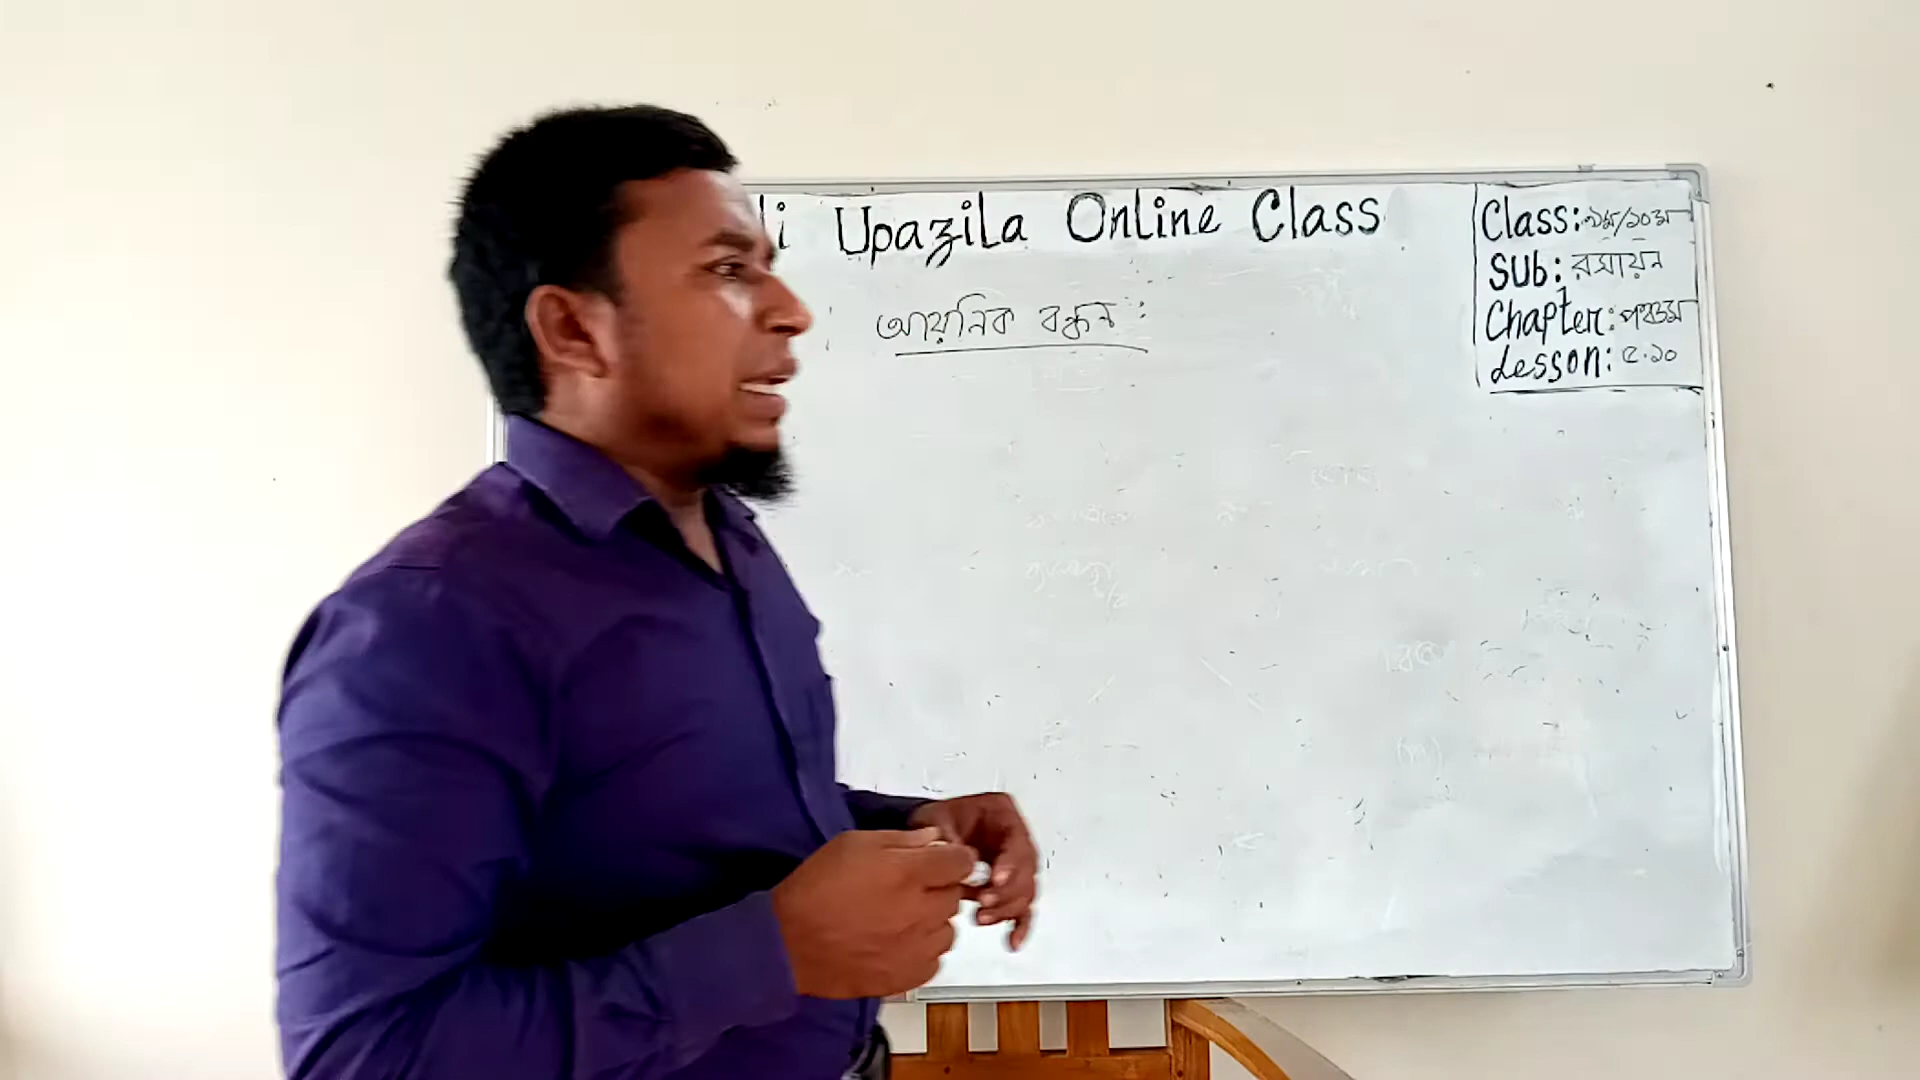 Upazila Online Class
Class: ৯ম/১০ম
Sub: রসায়ন
Chapter: পঞ্চম
Lesson: ৫.১০
আয়নিক বন্ধন: